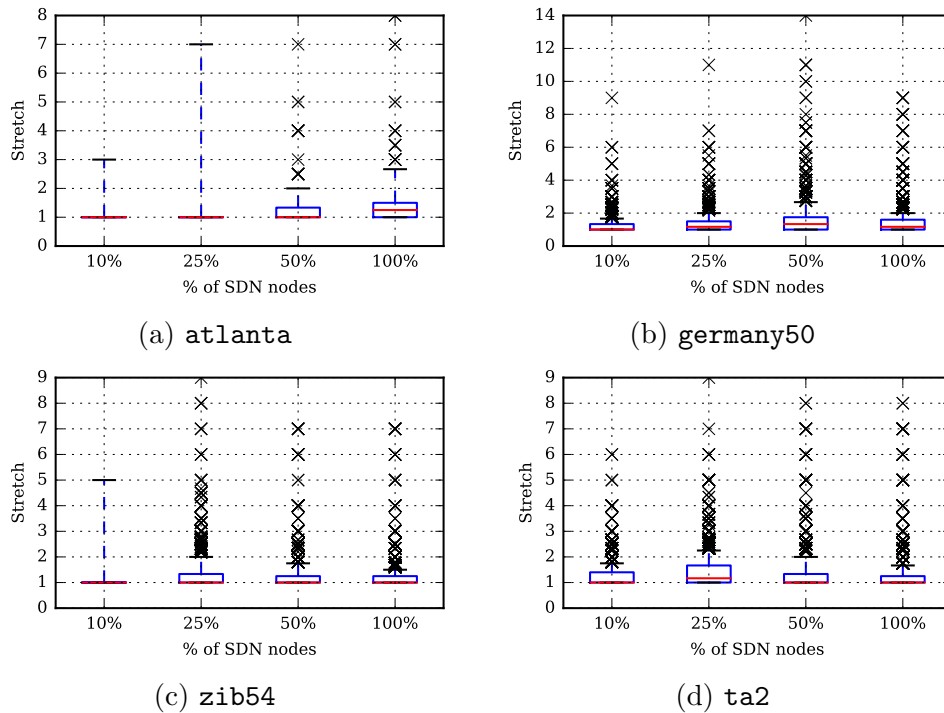 8
7
6
5
4
3
2
1
0
Stretch
10% 25% 50% 100%
% of SDN nodes
(a) atlanta
14
12
10
8
6
4
2
0
Stretch
10% 25% 50% 100%
% of SDN nodes
(b) germany50
9
8
7
6
5
4
3
2
1
0
Stretch
10% 25% 50% 100%
% of SDN nodes
(c) zib54
9
8
7
6
5
4
3
2
1
0
Stretch
10% 25% 50% 100%
% of SDN nodes
(d) ta2